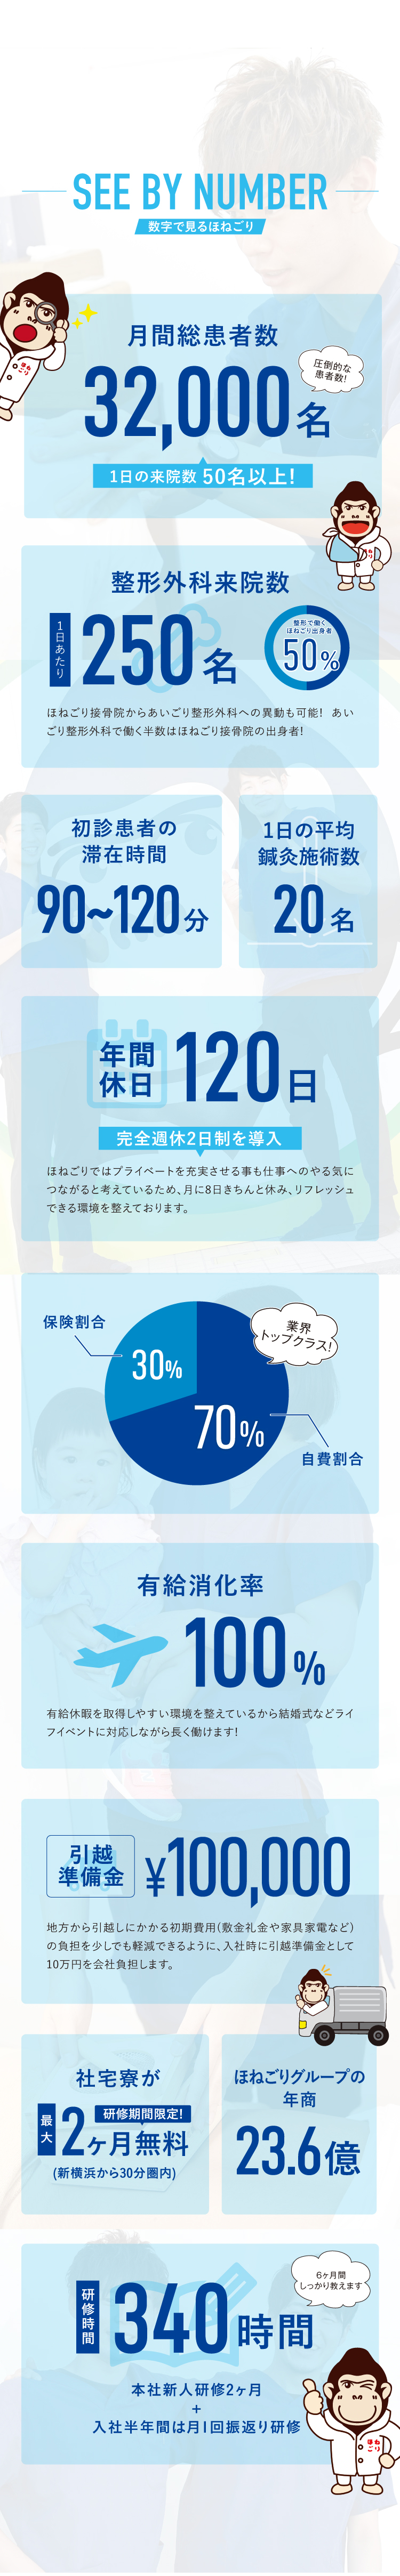 SEE BY NUMBER
数字で見るほねごり
月間総患者数
圧倒的な
患者数!
32,000名
1日の来院数 50名以上!
ほねごり
ほねごり
整形外科来院数
1日あたり
250名
整形で働く
ほねごり出身者
50%
ほねごり接骨院からあいごり整形外科への異動も可能! あい
ごり整形外科で働く半数はほねごり接骨院の出身者!
初診患者の
滞在時間
90~120分
1日の平均
鍼灸施術数
20名
年間
休日
120日
完全週休2日制を導入
ほねごりではプライベートを充実させる事も仕事へのやる気に
つながると考えているため、月に8日きちんと休み、リフレッシュ
できる環境を整えております。
保険割合
30%
業界
トップクラス!
70%
自費割合
有給消化率
100%
有給休暇を取得しやすい環境を整えているから結婚式などライ
フイベントに対応しながら長く働けます!
引越
準備金
¥100,000
地方から引越しにかかる初期費用(敷金礼金や家具家電など)
の負担を少しでも軽減できるように、入社時に引越準備金として
10万円を会社負担します。
社宅寮が
最大
研修期間限定!
2ヶ月無料
(新横浜から30分圏内)
ほねごりグループの
年商
23.6億
研修時間
340時間
6ヶ月間
しっかり教えます
本社新人研修2ヶ月
+
入社半年間は月1回振返り研修
ほねごり